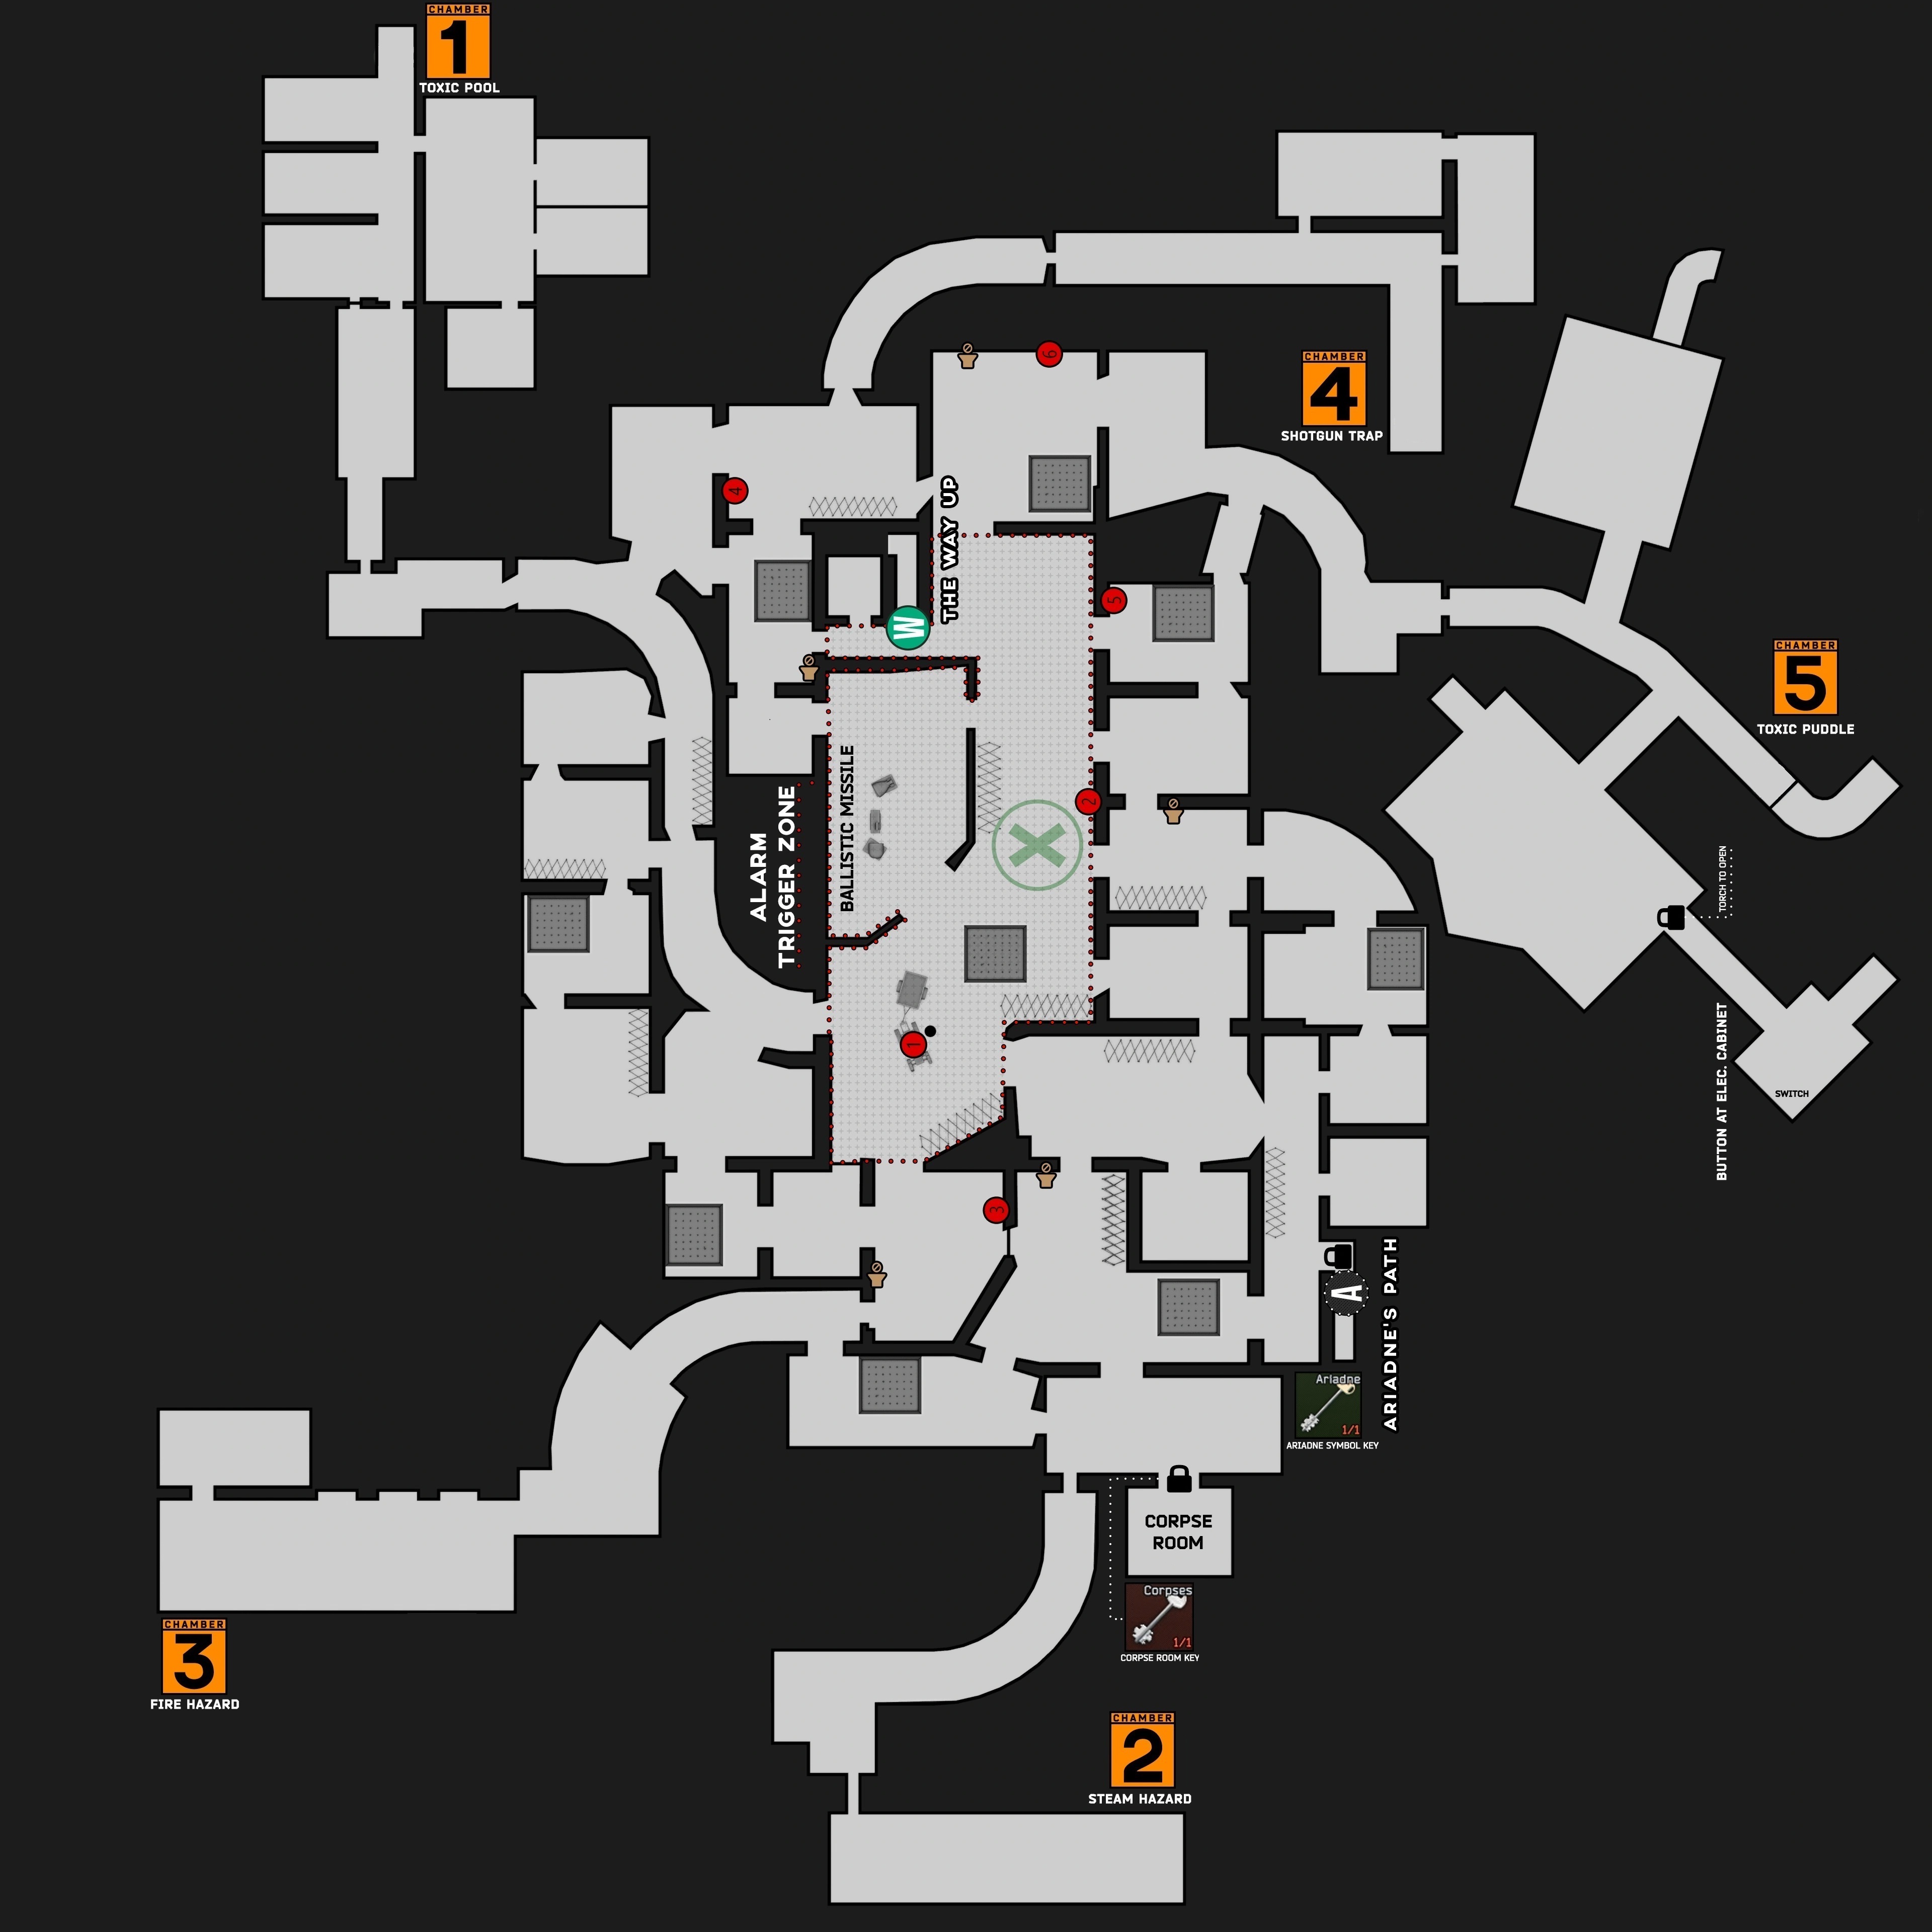 CHAMBER
1
TOXIC POOL
6
CHAMBER
4
SHOTGUN TRAP
4
THE WAY UP
5
W
CHAMBER
5
TOXIC PUDDLE
BALLISTIC MISSILE
ALARM
TRIGGER ZONE
2
X
TORCH TO OPEN
BUTTON AT ELEC. CABINET
SWITCH
1
3
A
ARIADNE'S PATH
Ariadne
1/1
ARIADNE SYMBOL KEY
CORPSE
ROOM
Corpses
1/1
CORPSE ROOM KEY
CHAMBER
3
FIRE HAZARD
CHAMBER
2
STEAM HAZARD